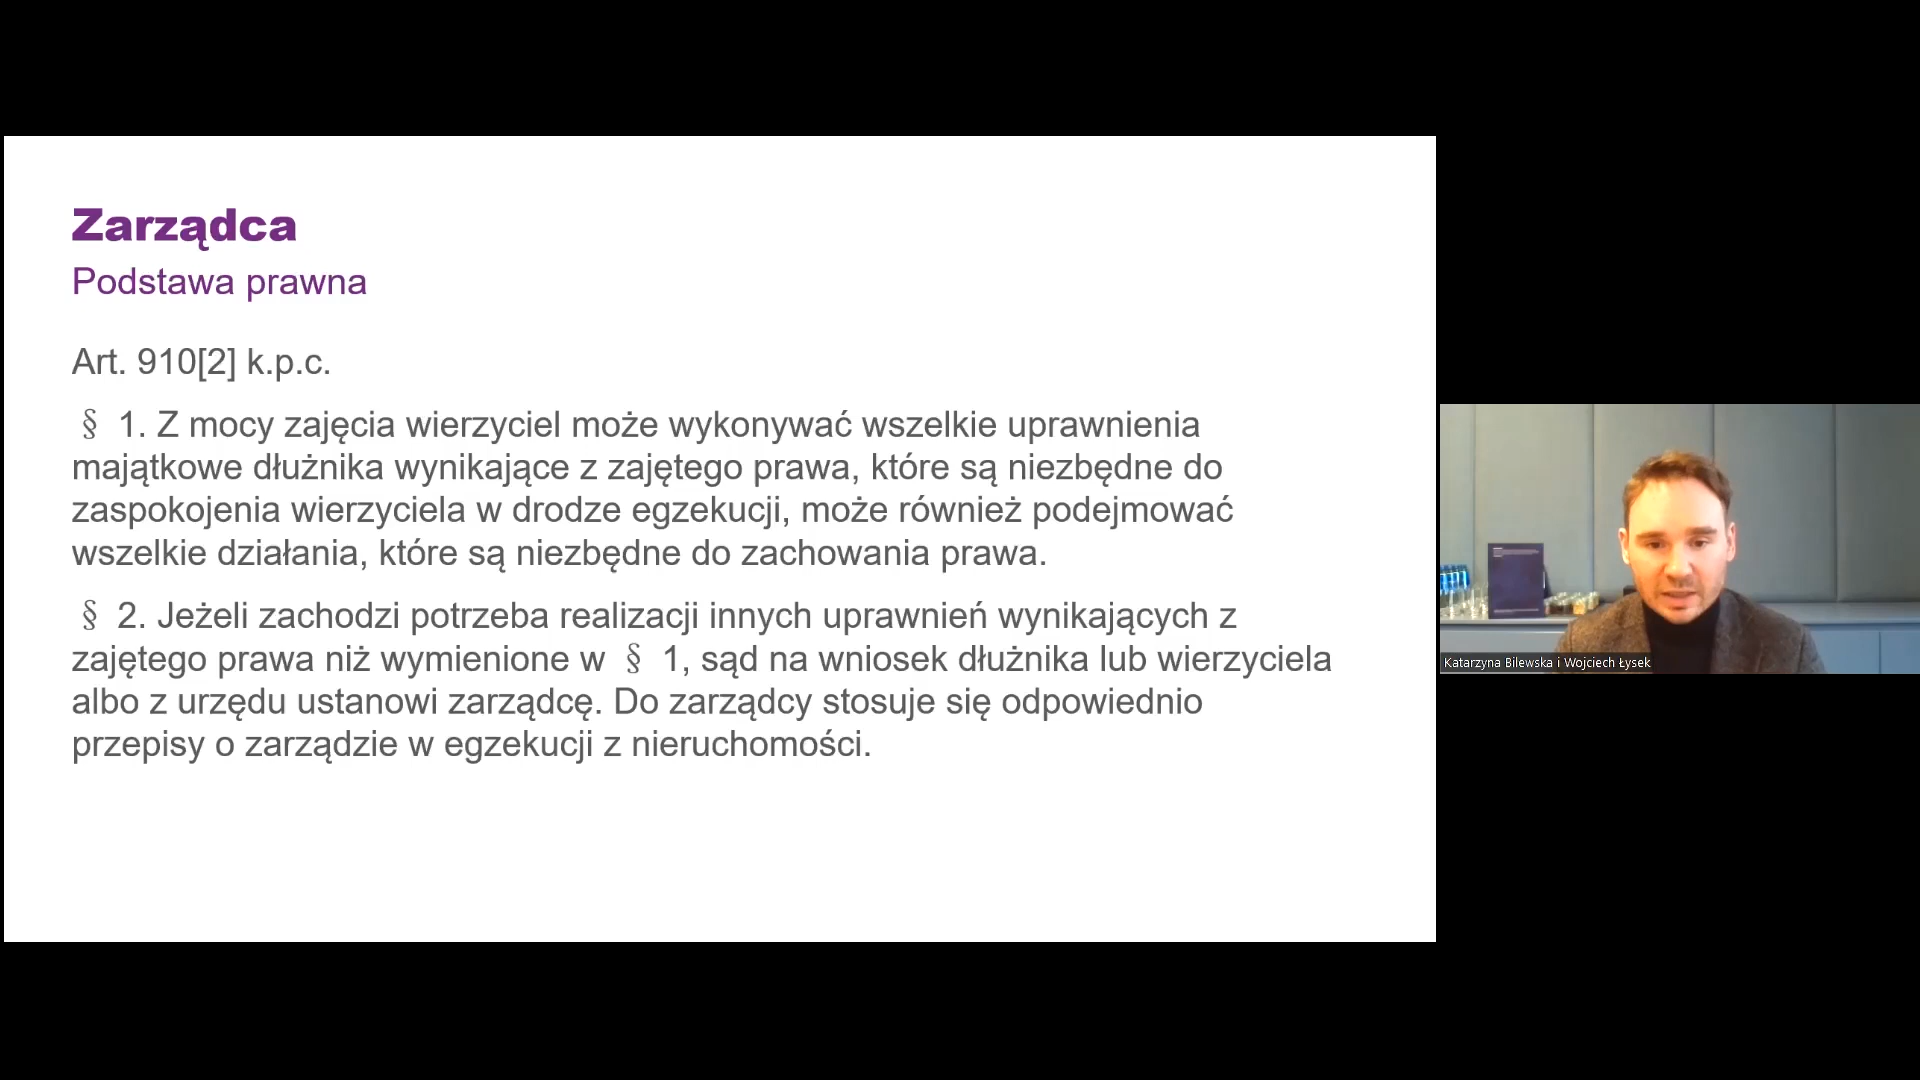 Zarządca
Podstawa prawna
Art. 910[2] k.p.c.
§ 1. Z mocy zajęcia wierzyciel może wykonywać wszelkie uprawnienia
majątkowe dłużnika wynikające z zajętego prawa, które są niezbędne do
zaspokojenia wierzyciela w drodze egzekucji, może również podejmować
wszelkie działania, które są niezbędne do zachowania prawa.
§ 2. Jeżeli zachodzi potrzeba realizacji innych uprawnień wynikających z
zajętego prawa niż wymienione w § 1, sąd na wniosek dłużnika lub wierzyciela
albo z urzędu ustanowi zarządcę. Do zarządcy stosuje się odpowiednio
przepisy o zarządzie w egzekucji z nieruchomości.
Katarzyna Bilewska i Wojciech Łysek